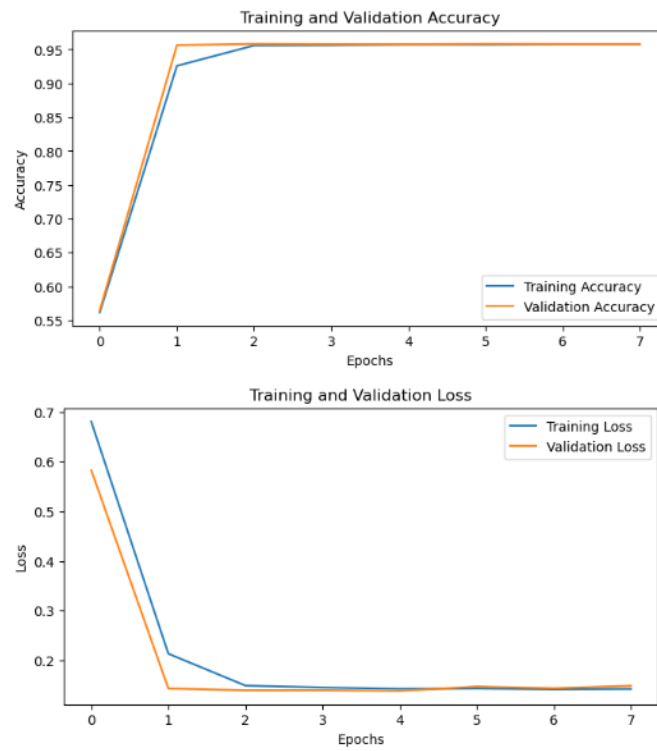 Training and Validation Accuracy
0.95
0.90
0.85
0.80
0.75
0.70
0.65
0.60
0.55
Accuracy
Training Accuracy
Validation Accuracy
0 1 2 3 4 5 6 7
Epochs
Training and Validation Loss
0.7
0.6
0.5
0.4
0.3
0.2
Loss
Training Loss
Validation Loss
0 1 2 3 4 5 6 7
Epochs